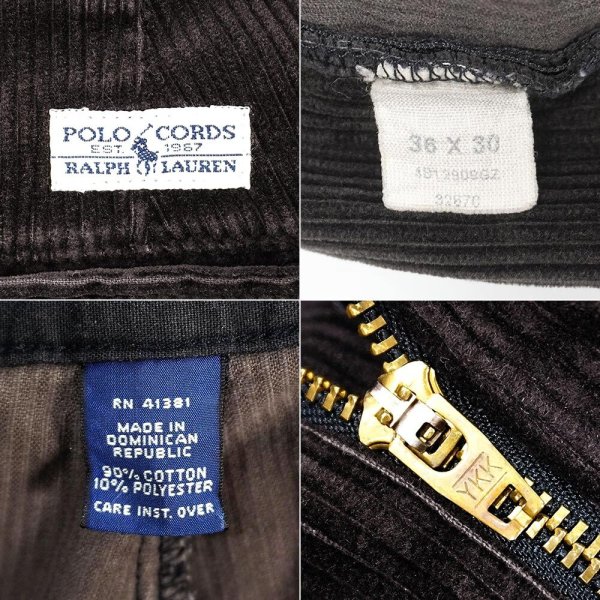 POLO CORDS
EST. 1967
RALPH LAUREN
36 X 30
3267C
RN 41381
MADE IN
DOMINICAN
REPUBLIC
90% COTTON
10% POLYESTER
CARE INST. OVER
YKK